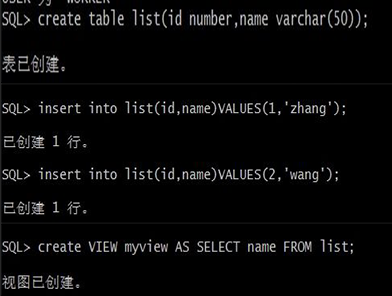 USER 为 "WORKER"
SQL> create table list(id number,name varchar(50));
表已创建。
SQL> insert into list(id,name)VALUES(1,'zhang');
已创建 1 行。
SQL> insert into list(id,name)VALUES(2,'wang');
已创建 1 行。
SQL> create VIEW myview AS SELECT name FROM list;
视图已创建。